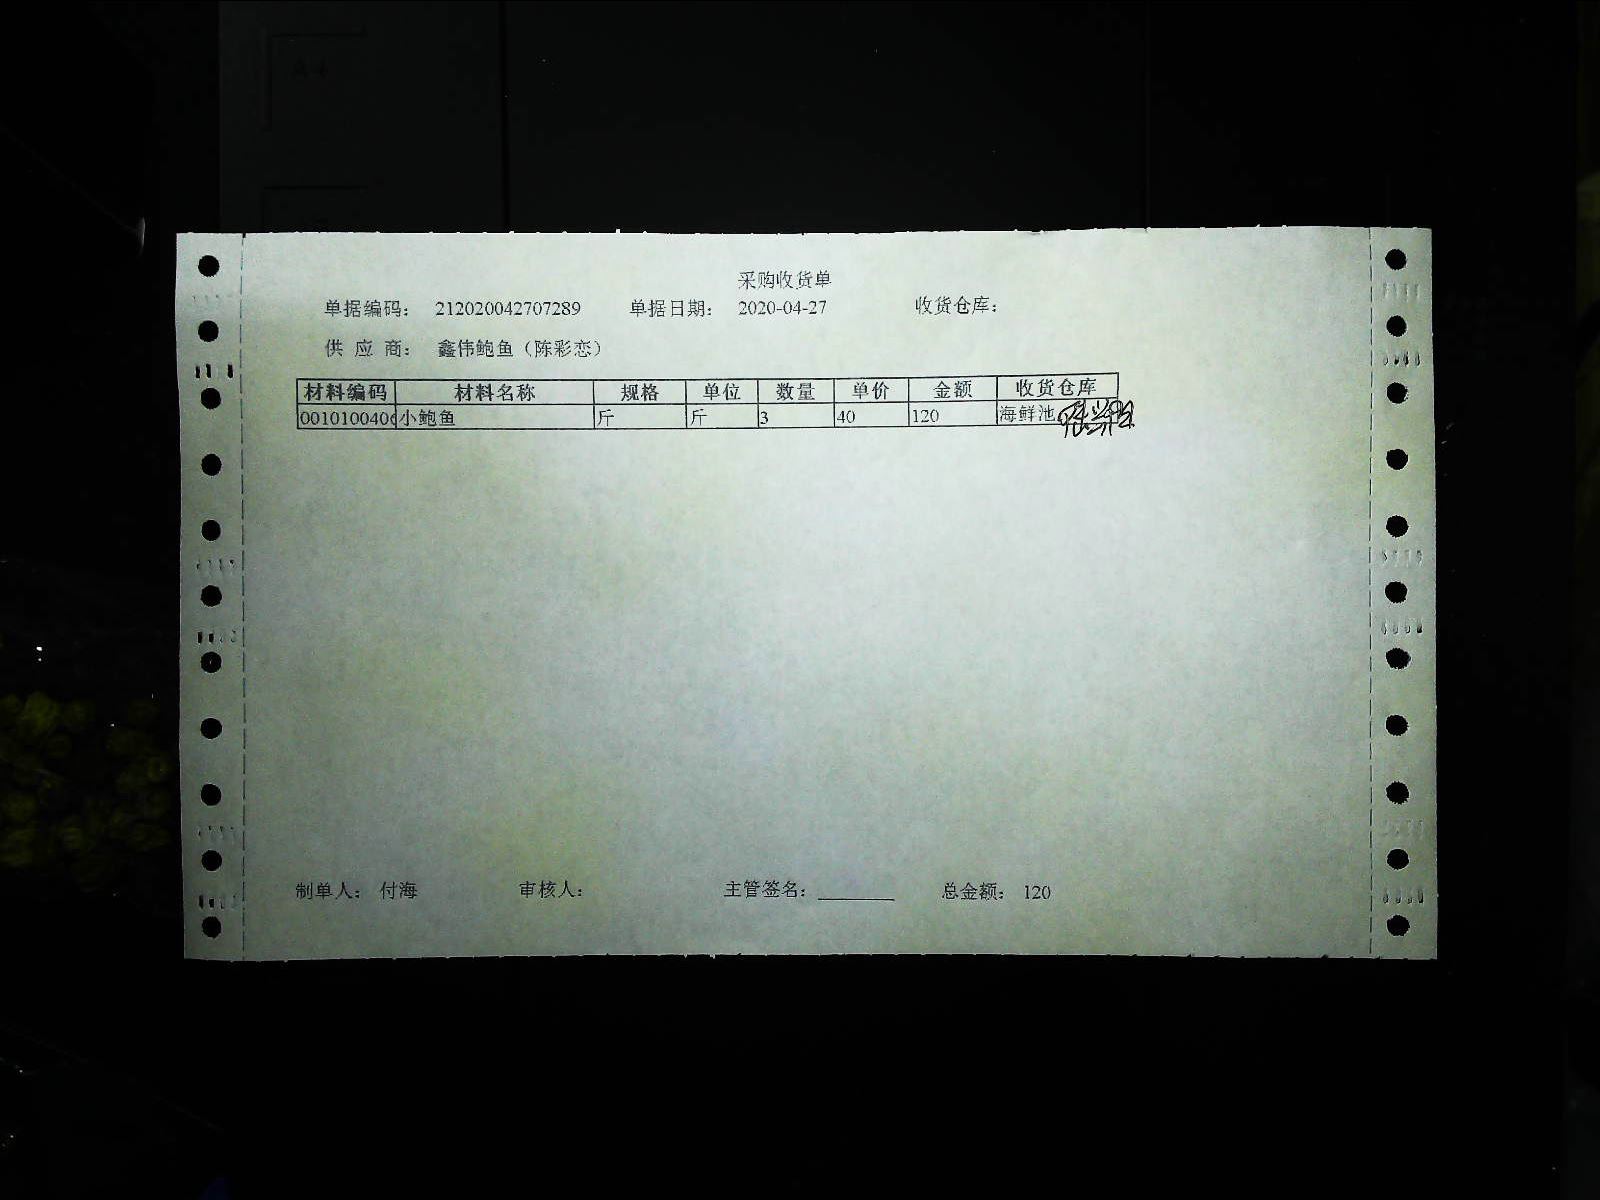 采购收货单
单据编码： 212020042707289 单据日期： 2020-04-27 收货仓库：
供 应 商： 鑫伟鲍鱼（陈彩恋）
材料编码 材料名称 规格 单位 数量 单价 金额 收货仓库
001010040 小鲍鱼 斤 斤 3 40 120 海鲜池
制单人： 付海 审核人： 主管签名： 总金额： 120